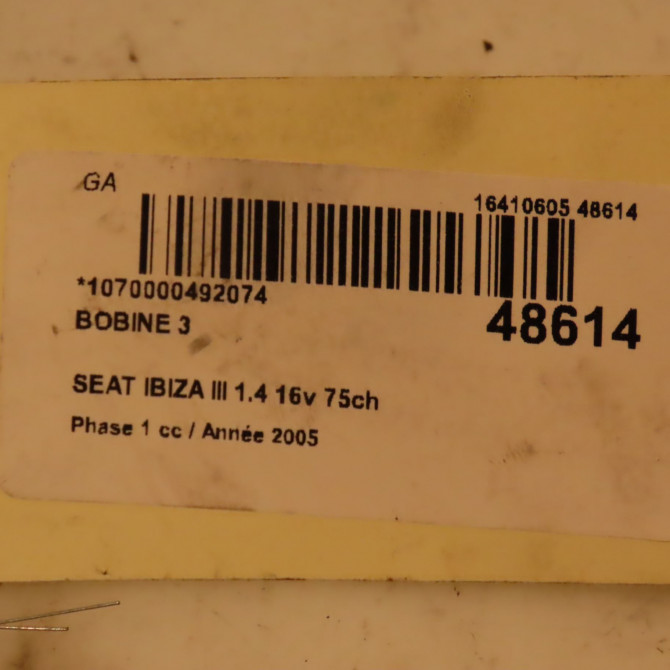 GA
16410605 48614
*1070000492074
48614
BOBINE 3
SEAT IBIZA III 1.4 16v 75ch
Phase 1 cc / Année 2005